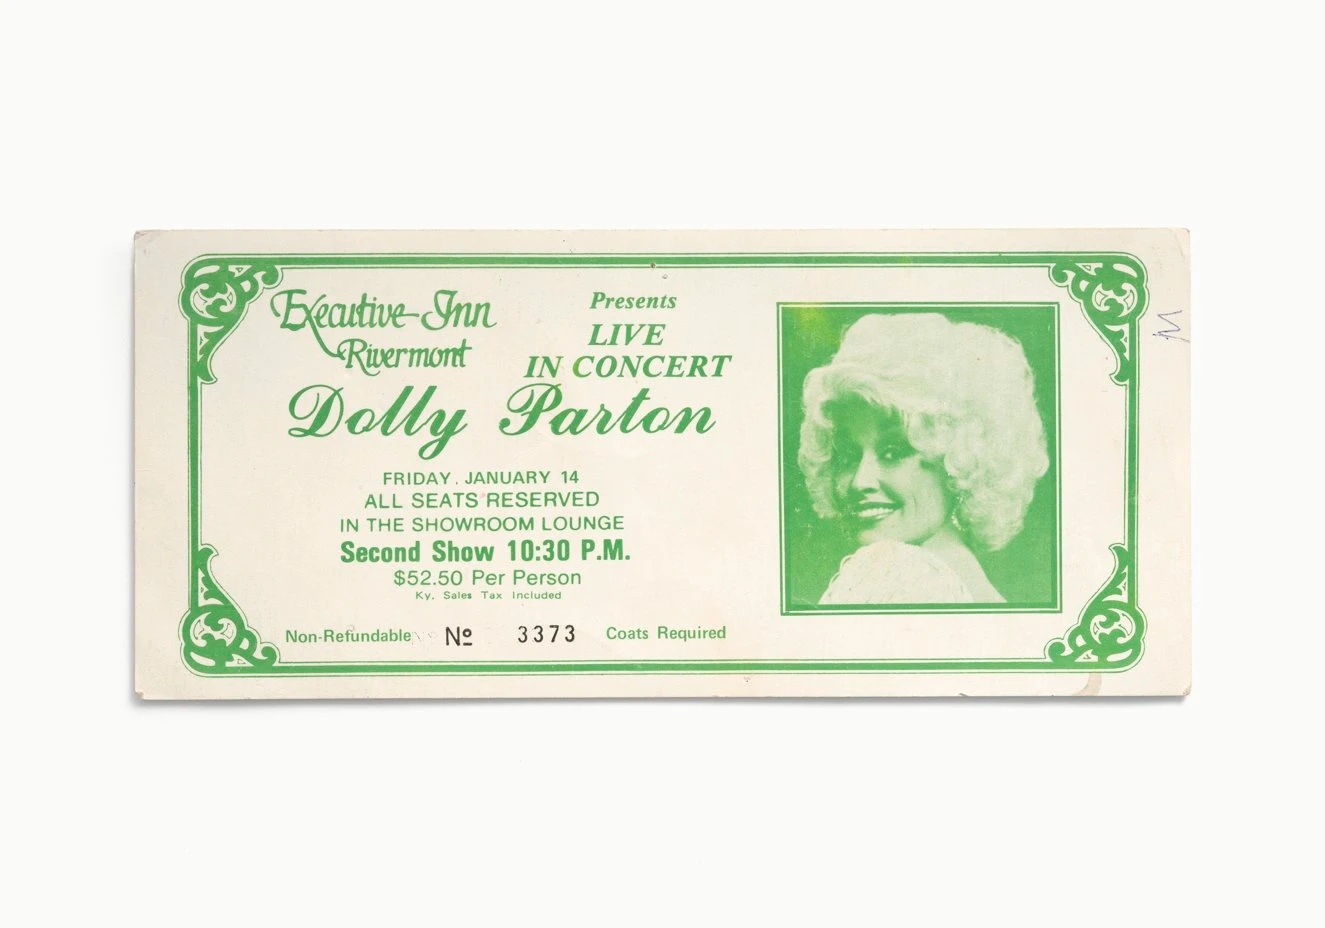 Executive Inn
Rivermont
Presents
LIVE
IN CONCERT
Dolly Parton
FRIDAY, JANUARY 14
ALL SEATS RESERVED
IN THE SHOWROOM LOUNGE
Second Show 10:30 P.M.
$52.50 Per Person
Ky. Sales Tax Included
Non-Refundable № 3373 Coats Required